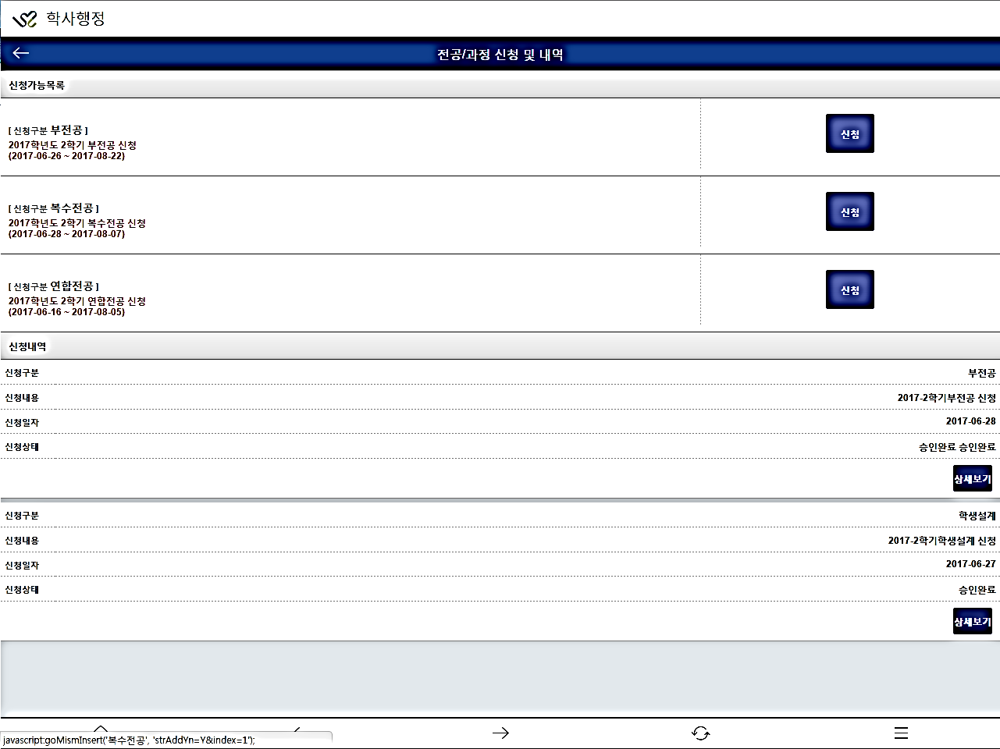 학사행정
전공/과정 신청 및 내역
신청가능목록
[ 신청구분 부전공 ]
2017학년도 2학기 부전공 신청
(2017-06-26 ~ 2017-08-22)
신청
[ 신청구분 복수전공 ]
2017학년도 2학기 복수전공 신청
(2017-06-28 ~ 2017-08-07)
신청
[ 신청구분 연합전공 ]
2017학년도 2학기 연합전공 신청
(2017-06-16 ~ 2017-08-05)
신청
신청내역
신청구분 부전공
신청내용 2017-2학기부전공 신청
신청일자 2017-06-28
신청상태 승인완료 승인완료
상세보기
신청구분 학생설계
신청내용 2017-2학기학생설계 신청
신청일자 2017-06-27
신청상태 승인완료
상세보기
javascript:goMismInsert('복수전공', 'strAddYn=Y&index=1');